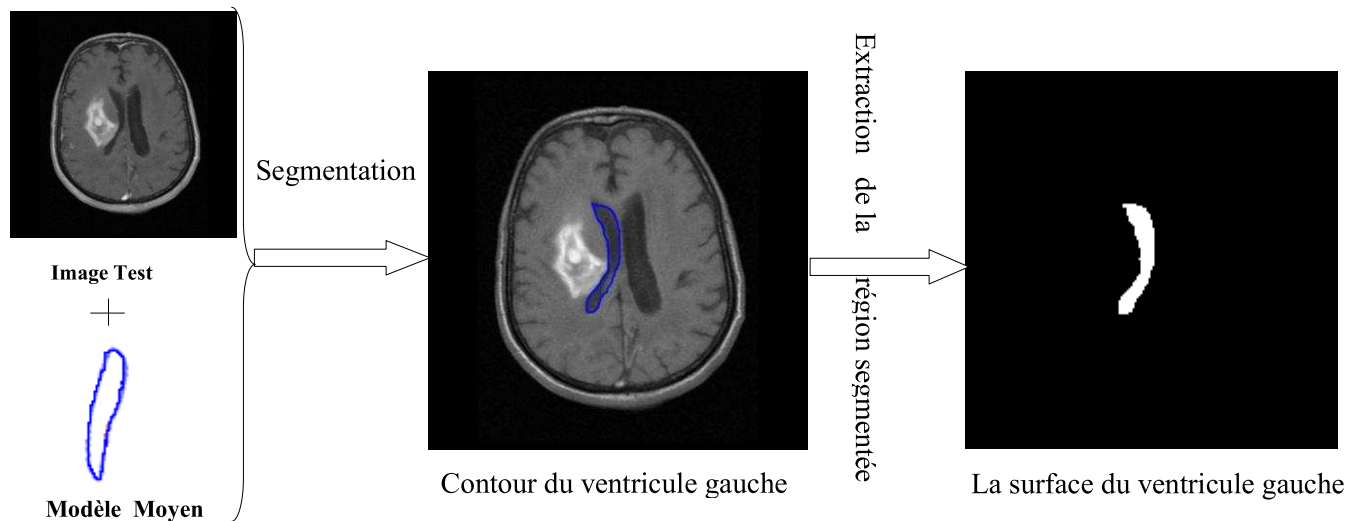 Image Test
Modèle Moyen
Segmentation
Contour du ventricule gauche
Extraction de la région segmentée
La surface du ventricule gauche